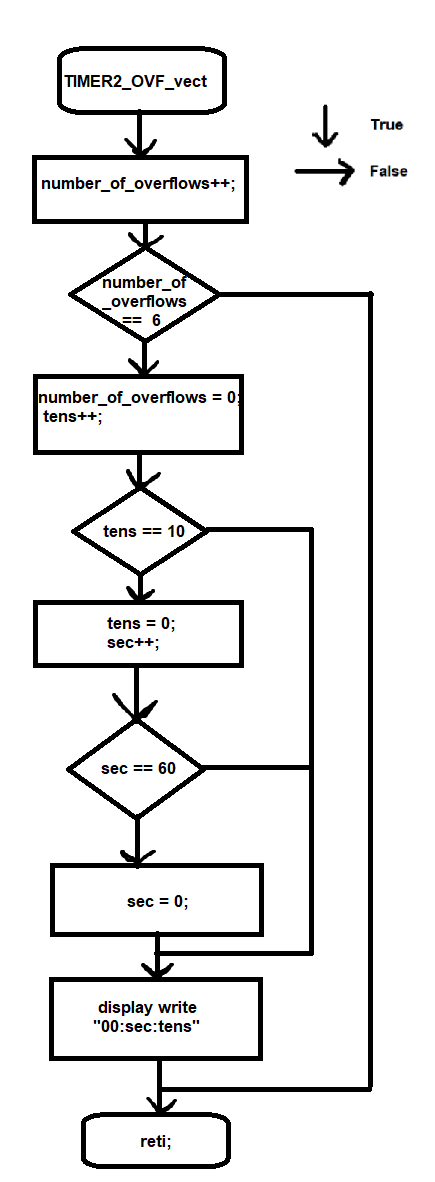 TIMER2_OVF_vect
True
False
number_of_overflows++;
number_of
_overflows
== 6
number_of_overflows = 0;
tens++;
tens == 10
tens = 0;
sec++;
sec == 60
sec = 0;
display write
"00:sec:tens"
reti;